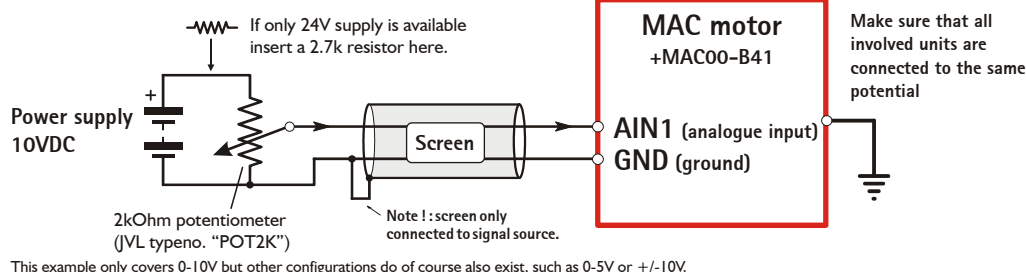 If only 24V supply is available
insert a 2.7k resistor here.
MAC motor
+MAC00-B41
Make sure that all
involved units are
connected to the same
potential
+
Power supply
10VDC
Screen
AIN1 (analogue input)
GND (ground)
2kOhm potentiometer
(JVL typeno. “POT2K”)
Note ! : screen only
connected to signal source.
This example only covers 0-10V but other configurations do of course also exist, such as 0-5V or +/-10V.